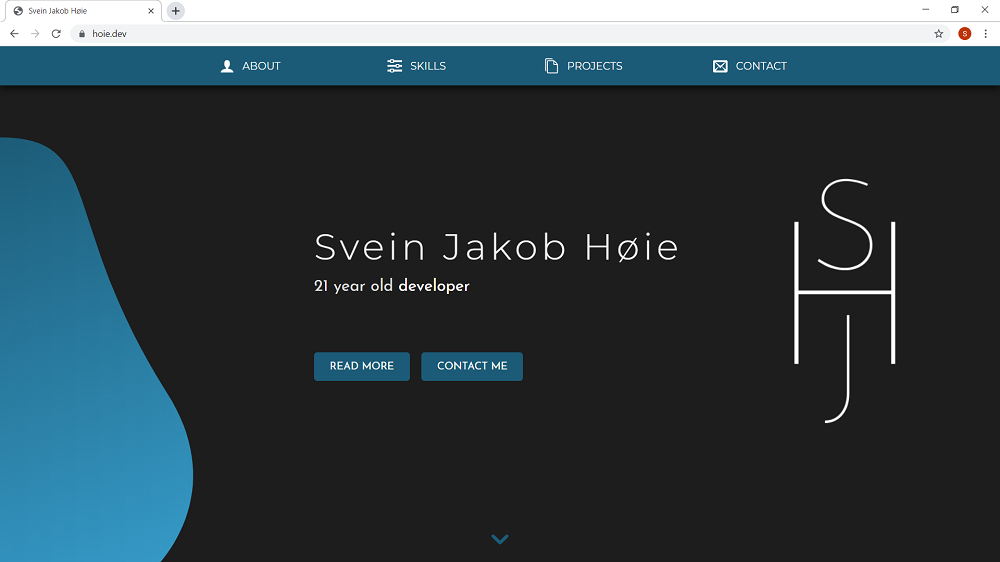 Svein Jakob Høie
hoie.dev
S
ABOUT
SKILLS
PROJECTS
CONTACT
Svein Jakob Høie
21 year old developer
READ MORE
CONTACT ME
S
H
J